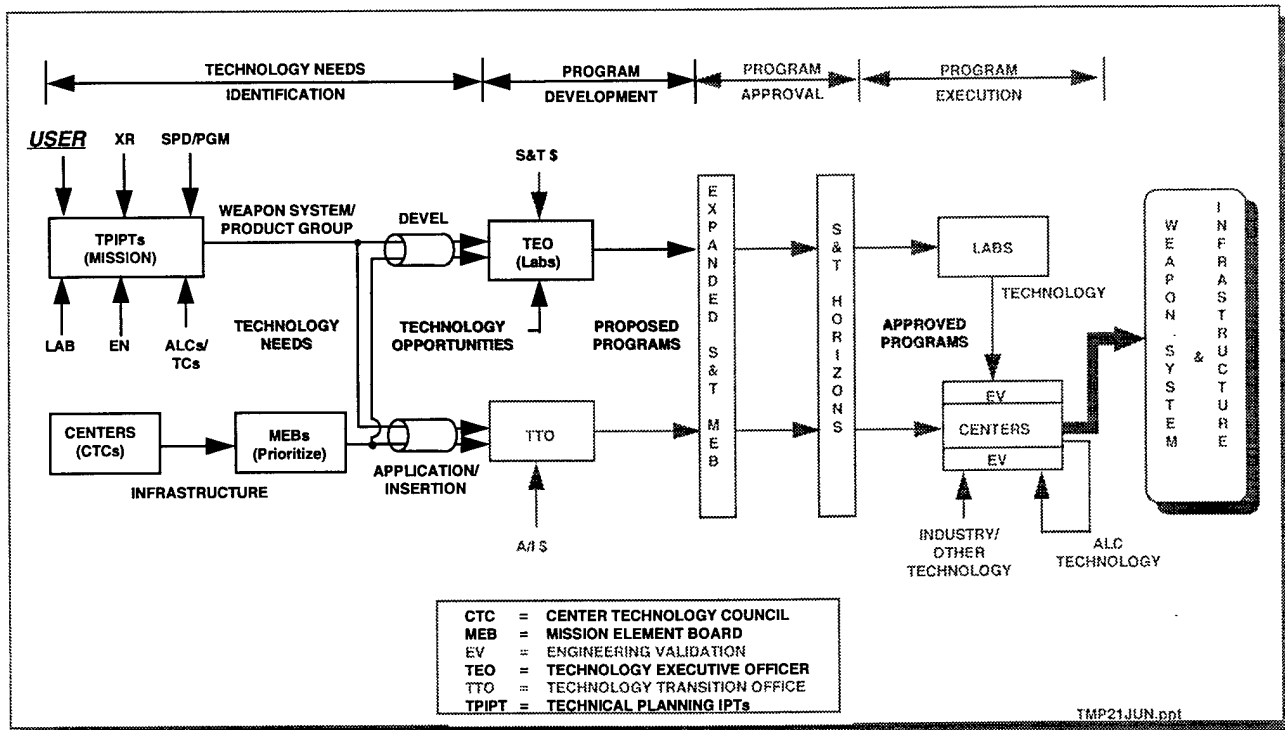 TECHNOLOGY NEEDS
IDENTIFICATION
PROGRAM
DEVELOPMENT
PROGRAM
APPROVAL
PROGRAM
EXECUTION
USER
XR
SPD/PGM
S&T $
WEAPON SYSTEM/
PRODUCT GROUP
DEVEL
TPIPTs
(MISSION)
TEO
(Labs)
LAB
EN
ALCs/
TCs
TECHNOLOGY
NEEDS
TECHNOLOGY
OPPORTUNITIES
PROPOSED
PROGRAMS
EXPANDED S&T MEB
S&T HORIZONS
LABS
TECHNOLOGY
APPROVED
PROGRAMS
EV
CENTERS
EV
WEAPON-SYSTEM
&
INFRASTRUCTURE
CENTERS
(CTCs)
MEBs
(Prioritize)
TTO
INFRASTRUCTURE
APPLICATION/
INSERTION
A/I $
INDUSTRY/
OTHER
TECHNOLOGY
ALC
TECHNOLOGY
CTC = CENTER TECHNOLOGY COUNCIL
MEB = MISSION ELEMENT BOARD
EV = ENGINEERING VALIDATION
TEO = TECHNOLOGY EXECUTIVE OFFICER
TTO = TECHNOLOGY TRANSITION OFFICE
TPIPT = TECHNICAL PLANNING IPTs
TMP21JUN.ppt